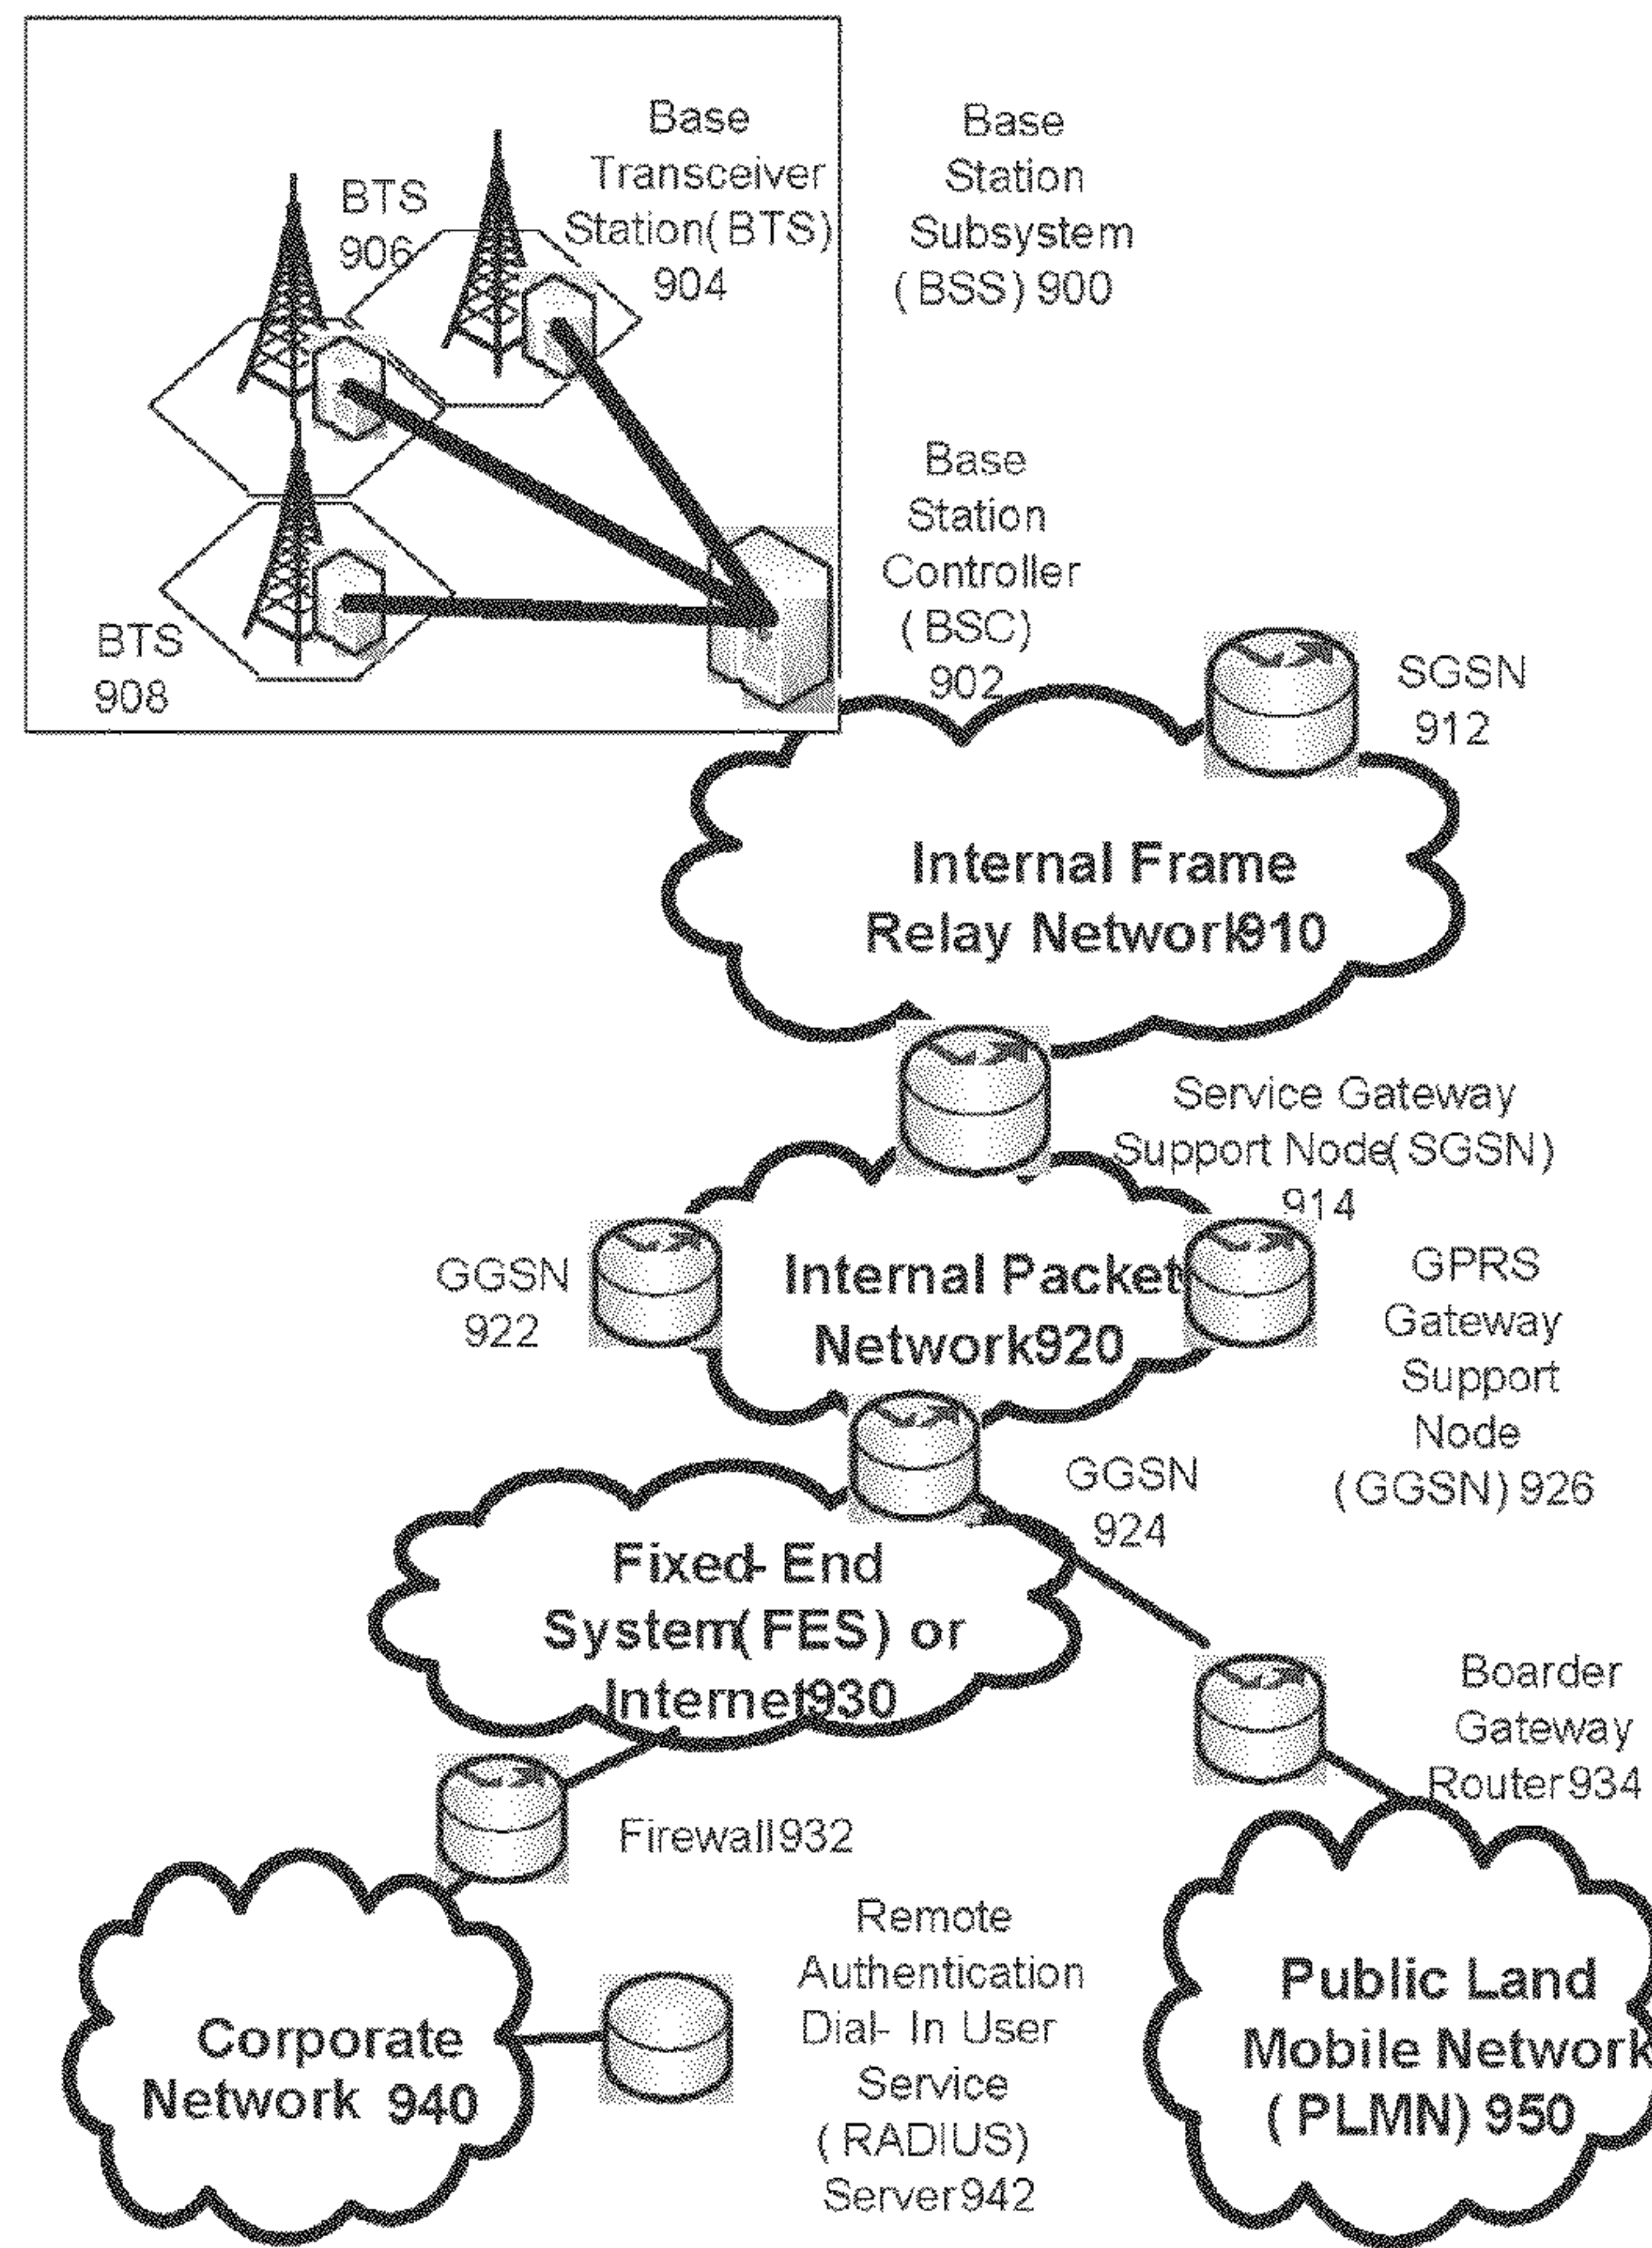 Base
Transceiver
Station( BTS)
904
BTS
906
Base
Station
Subsystem
( BSS) 900
Base
Station
Controller
( BSC)
902
BTS
908
SGSN
912
Internal Frame
Relay Network910
Service Gateway
Support Node( SGSN)
914
GGSN
922
Internal Packet
Network920
GPRS
Gateway
Support
Node
( GGSN) 926
GGSN
924
Fixed- End
System( FES) or
Internet930
Boarder
Gateway
Router934
Firewall932
Remote
Authentication
Dial- In User
Service
( RADIUS)
Server942
Corporate
Network 940
Public Land
Mobile Network
( PLMN) 950